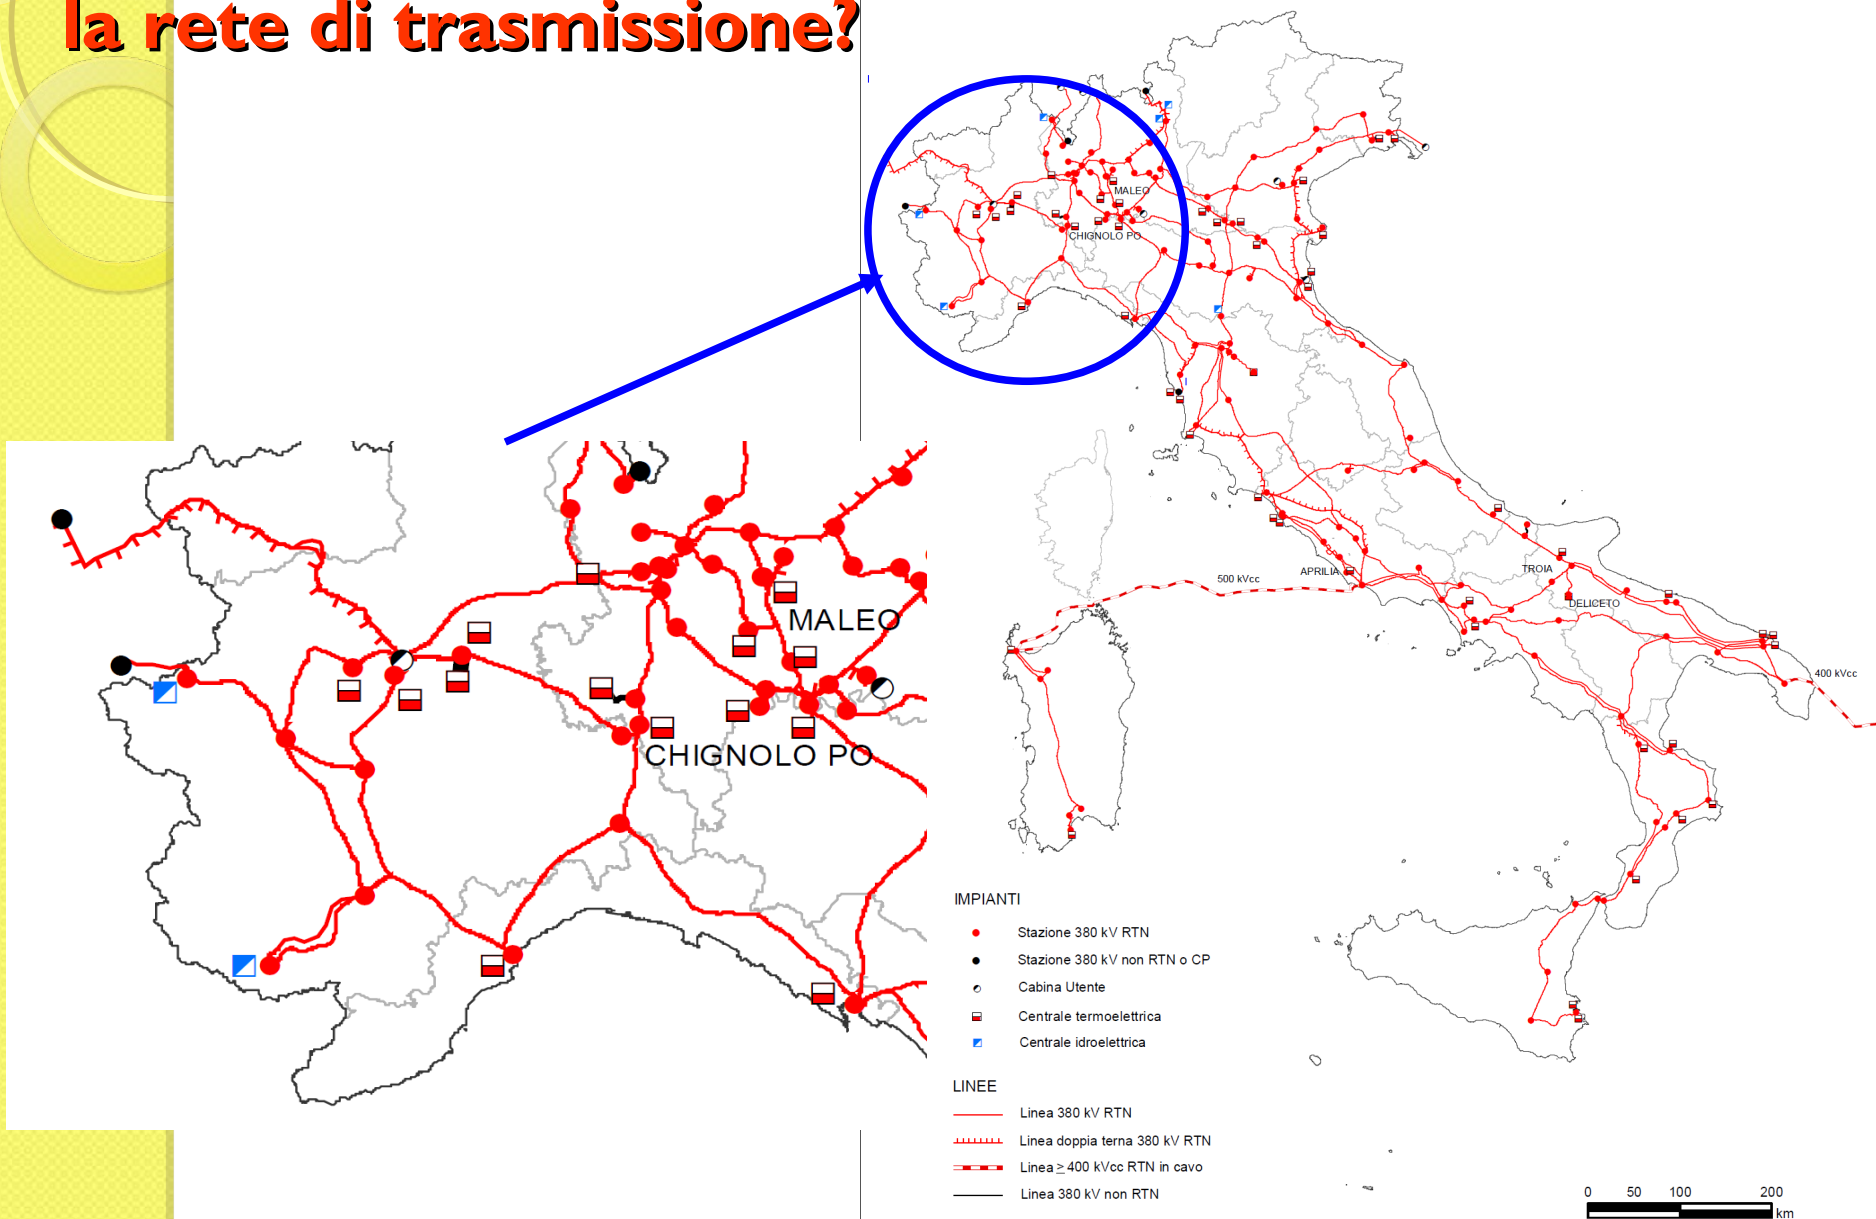 la rete di trasmissione?
MALEO
CHIGNOLO PO
MALEO
CHIGNOLO PO
500 kVcc
APRILIA
TROIA
DELICETO
400 kVcc
IMPIANTI
Stazione 380 kV RTN
Stazione 380 kV non RTN o CP
Cabina Utente
Centrale termoelettrica
Centrale idroelettrica
LINEE
Linea 380 kV RTN
Linea doppia terna 380 kV RTN
Linea ≥ 400 kVcc RTN in cavo
Linea 380 kV non RTN
0 50 100 200
km